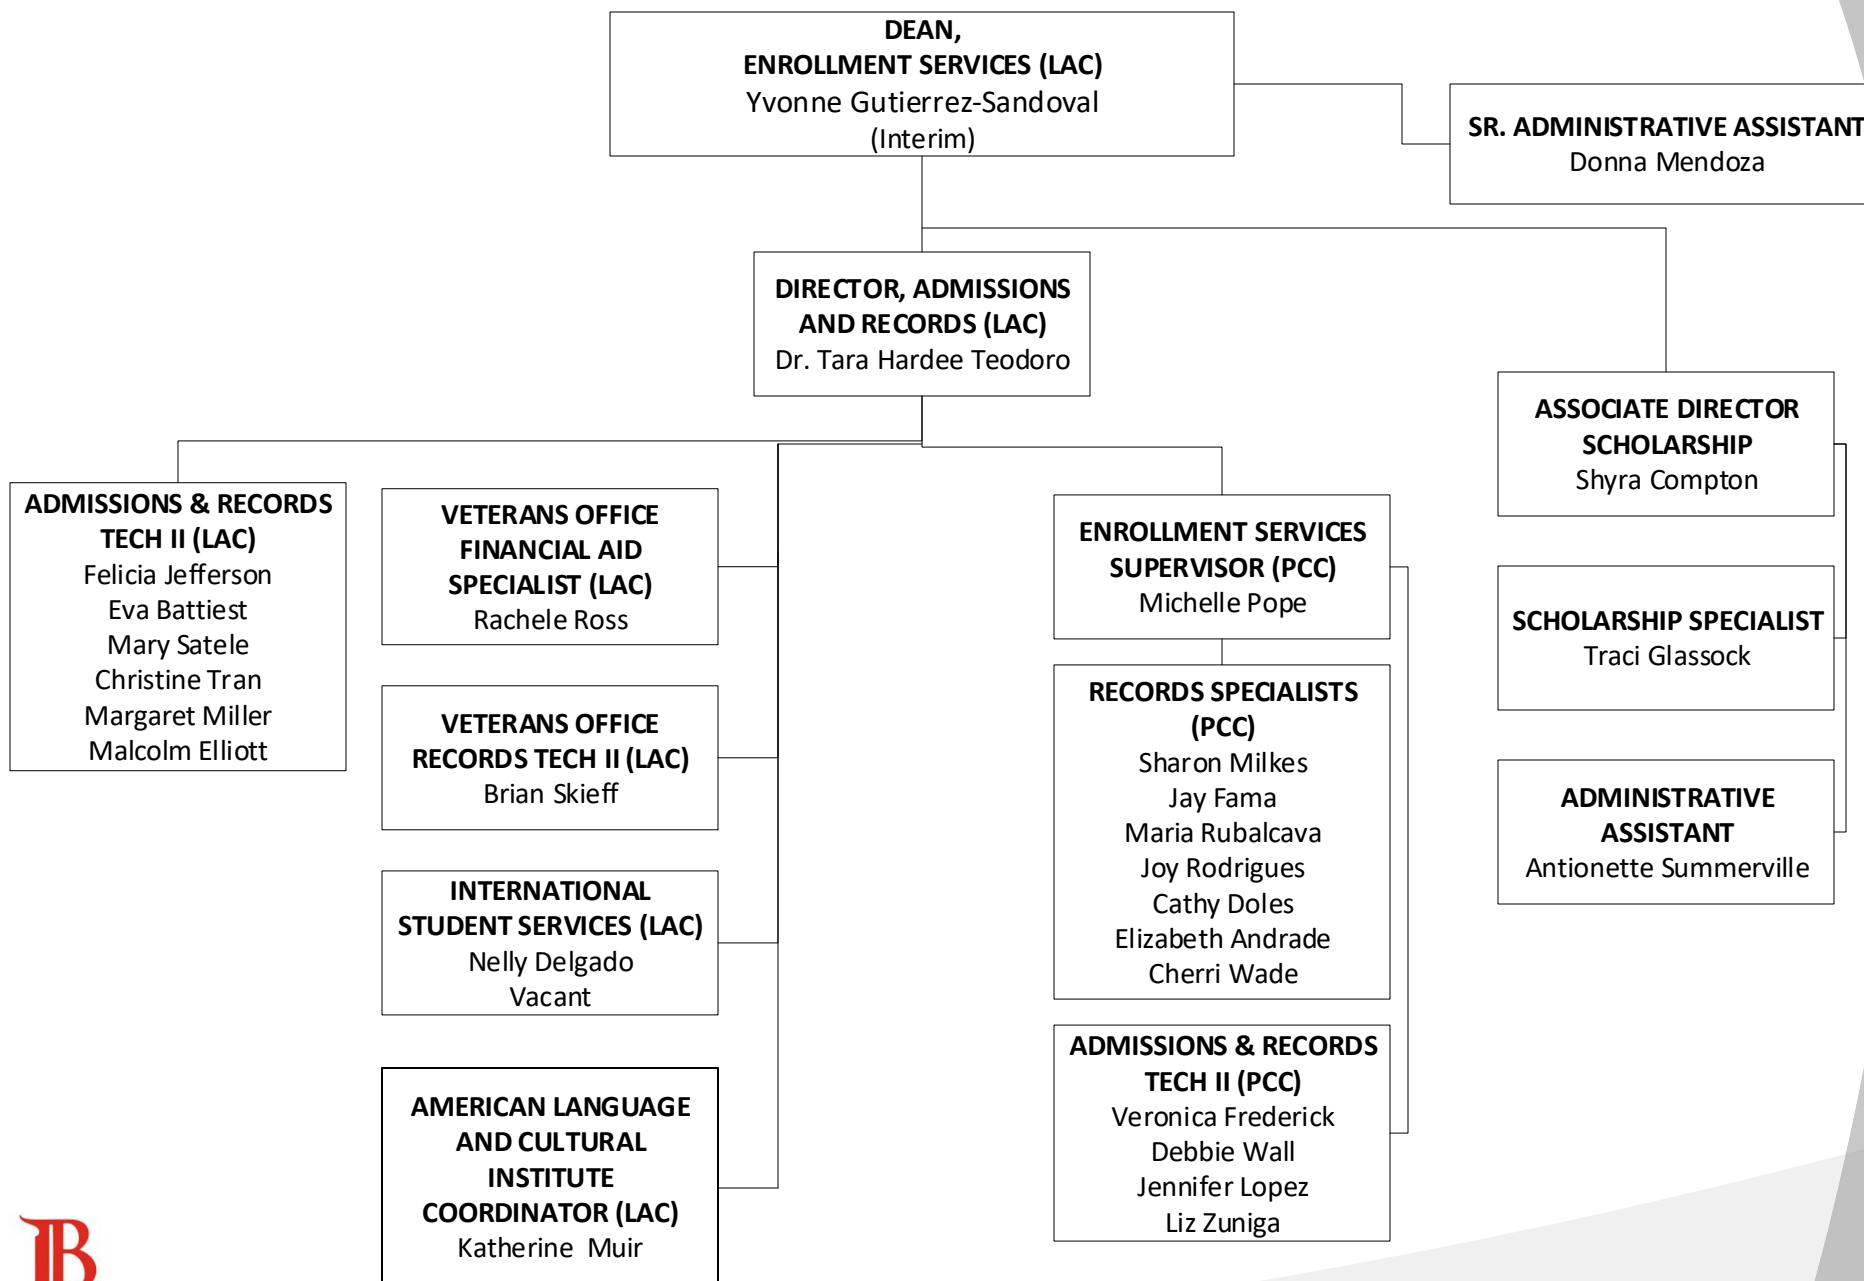 DEAN,
ENROLLMENT SERVICES (LAC)
Yvonne Gutierrez-Sandoval
(Interim)
SR. ADMINISTRATIVE ASSISTANT
Donna Mendoza
DIRECTOR, ADMISSIONS
AND RECORDS (LAC)
Dr. Tara Hardee Teodoro
ASSOCIATE DIRECTOR
SCHOLARSHIP
Shyra Compton
ADMISSIONS & RECORDS
TECH II (LAC)
Felicia Jefferson
Eva Battiest
Mary Satele
Christine Tran
Margaret Miller
Malcolm Elliott
VETERANS OFFICE
FINANCIAL AID
SPECIALIST (LAC)
Rachele Ross
VETERANS OFFICE
RECORDS TECH II (LAC)
Brian Skieff
INTERNATIONAL
STUDENT SERVICES (LAC)
Nelly Delgado
Vacant
AMERICAN LANGUAGE
AND CULTURAL
INSTITUTE
COORDINATOR (LAC)
Katherine Muir
ENROLLMENT SERVICES
SUPERVISOR (PCC)
Michelle Pope
RECORDS SPECIALISTS
(PCC)
Sharon Milkes
Jay Fama
Maria Rubalcava
Joy Rodrigues
Cathy Doles
Elizabeth Andrade
Cherri Wade
ADMISSIONS & RECORDS
TECH II (PCC)
Veronica Frederick
Debbie Wall
Jennifer Lopez
Liz Zuniga
SCHOLARSHIP SPECIALIST
Traci Glassock
ADMINISTRATIVE
ASSISTANT
Antionette Summerville